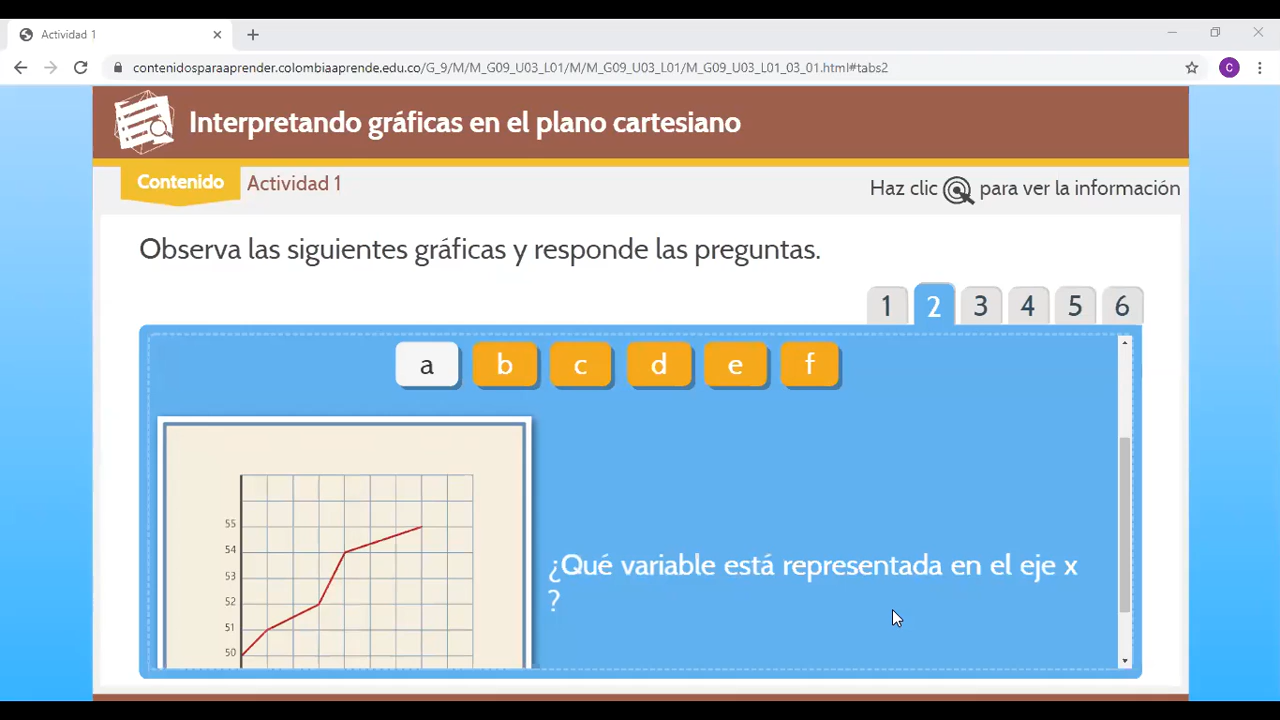 Actividad 1
contenidosparaaprender.colombiaaprende.edu.co/G_9/M/M_G09_U03_L01/M/M_G09_U03_L01/M_G09_U03_L01_03_01.html#tabs2
C
Interpretando gráficas en el plano cartesiano
Contenido Actividad 1
Haz clic para ver la información
Observa las siguientes gráficas y responde las preguntas.
1 2 3 4 5 6
a b c d e f
55
54
53
52
51
50
¿Qué variable está representada en el eje x
?